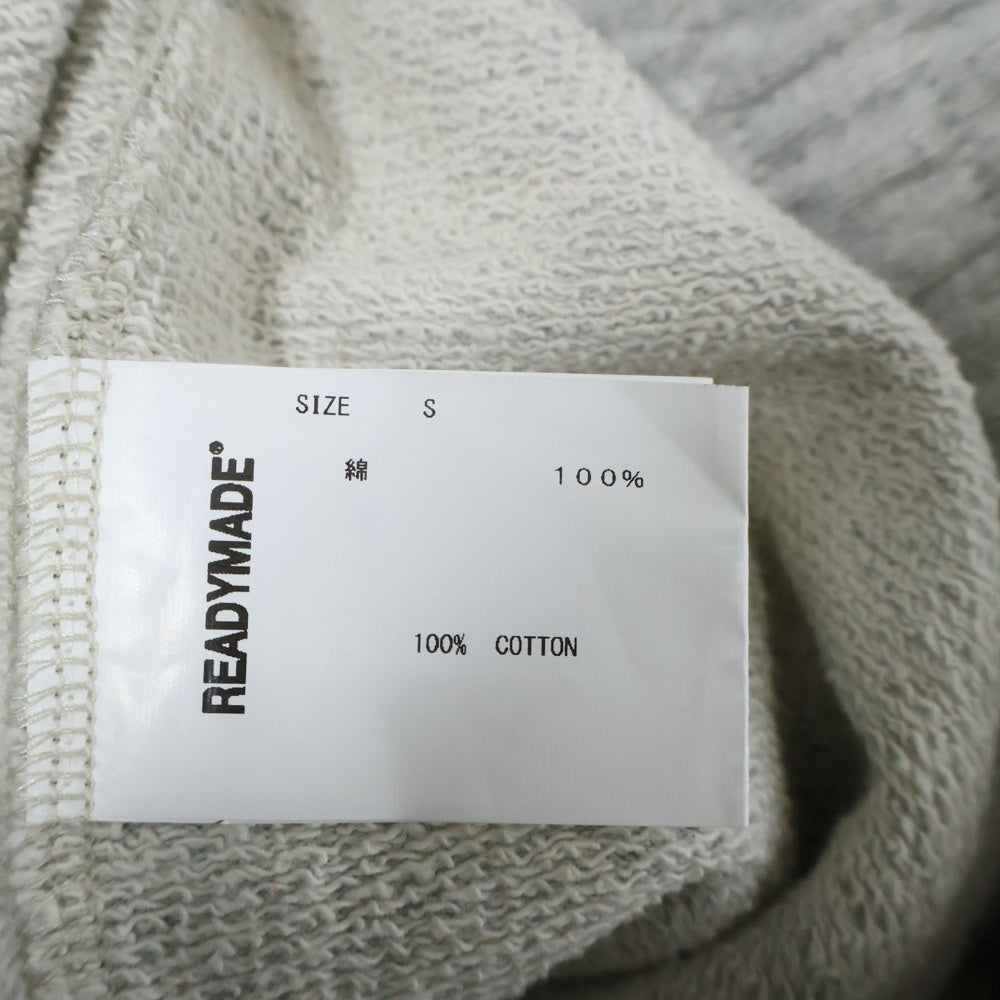 SIZE S
綿 100%
READYMADE®
100% COTTON